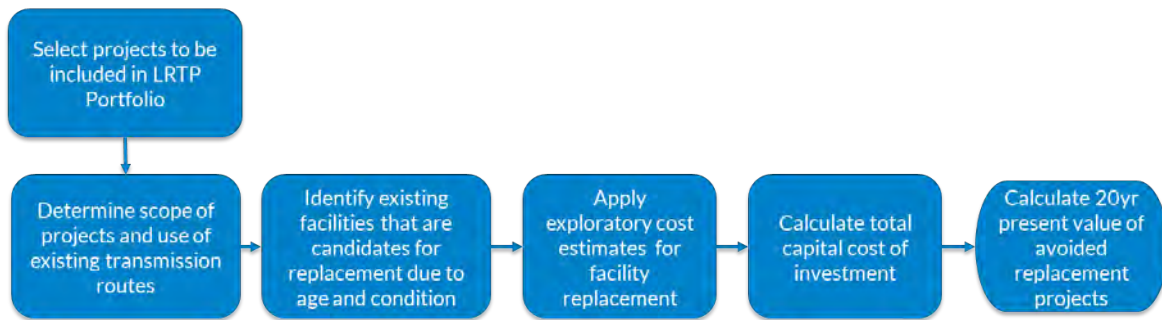 Select projects to be
included in LRTP
Portfolio
Determine scope of
projects and use of
existing transmission
routes
Identify existing
facilities that are
candidates for
replacement due to
age and condition
Apply
exploratory cost
estimates for
facility
replacement
Calculate total
capital cost of
investment
Calculate 20yr
present value of
avoided
replacement
projects